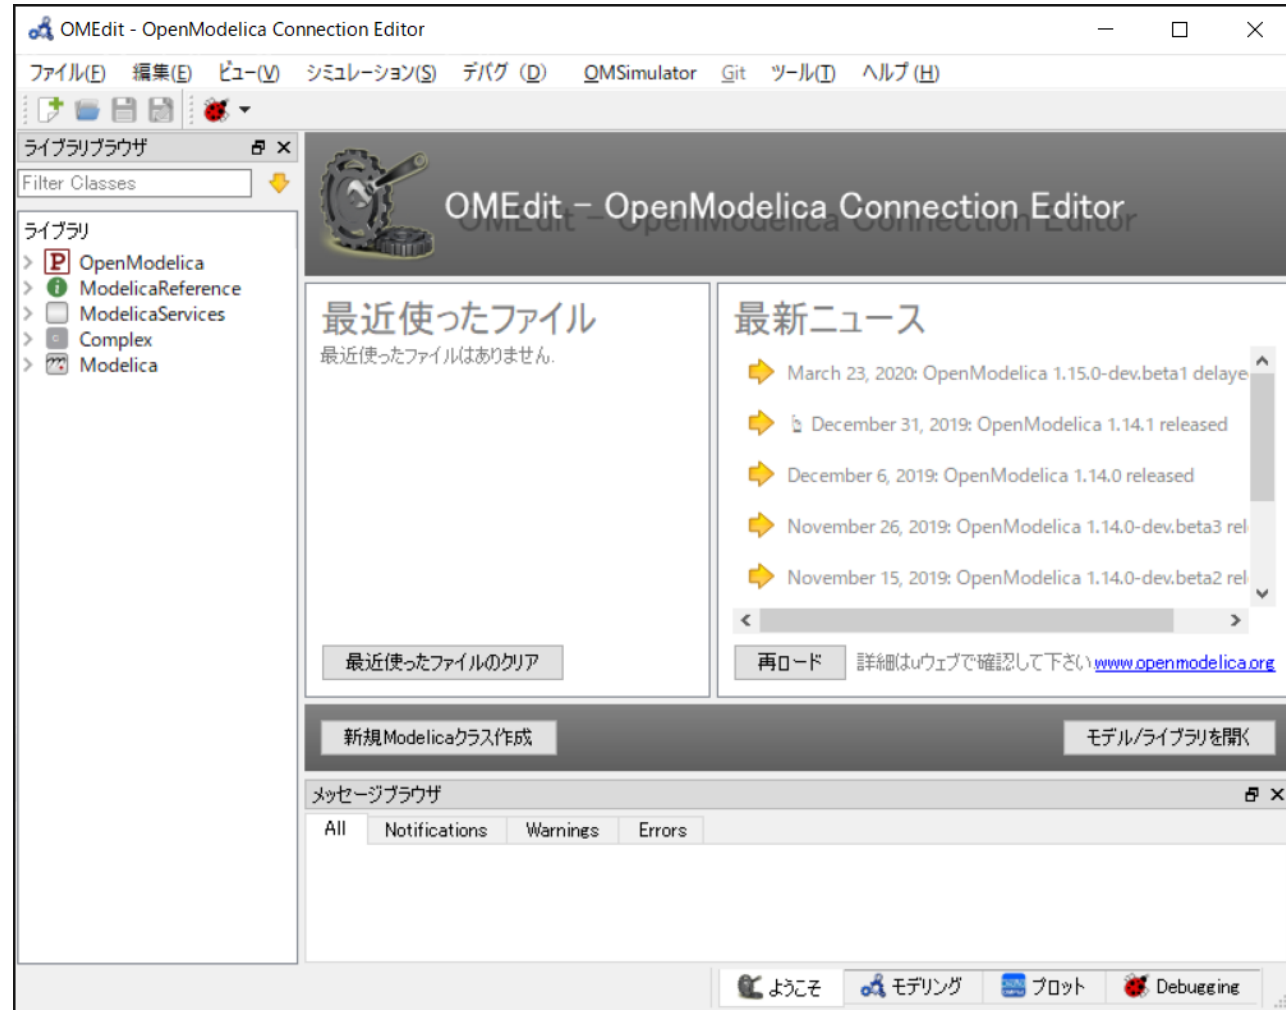 OMEdit - OpenModelica Connection Editor
ファイル(F) 編集(E) ビュー(V) シミュレーション(S) デバグ (D) OMSimulator Git ツール(T) ヘルプ (H)
ライブラリブラウザ
Filter Classes
ライブラリ
OpenModelica
ModelicaReference
ModelicaServices
Complex
Modelica
OMEdit - OpenModelica Connection Editor
最近使ったファイル
最近使ったファイルはありません.
最近使ったファイルのクリア
最新ニュース
March 23, 2020: OpenModelica 1.15.0-dev.beta1 delaye
December 31, 2019: OpenModelica 1.14.1 released
December 6, 2019: OpenModelica 1.14.0 released
November 26, 2019: OpenModelica 1.14.0-dev.beta3 rel
November 15, 2019: OpenModelica 1.14.0-dev.beta2 rel
再ロード 詳細はuウェブで確認して下さい www.openmodelica.org
新規Modelicaクラス作成 モデル/ライブラリを開く
メッセージブラウザ
All Notifications Warnings Errors
ようこそ モデリング プロット Debugging